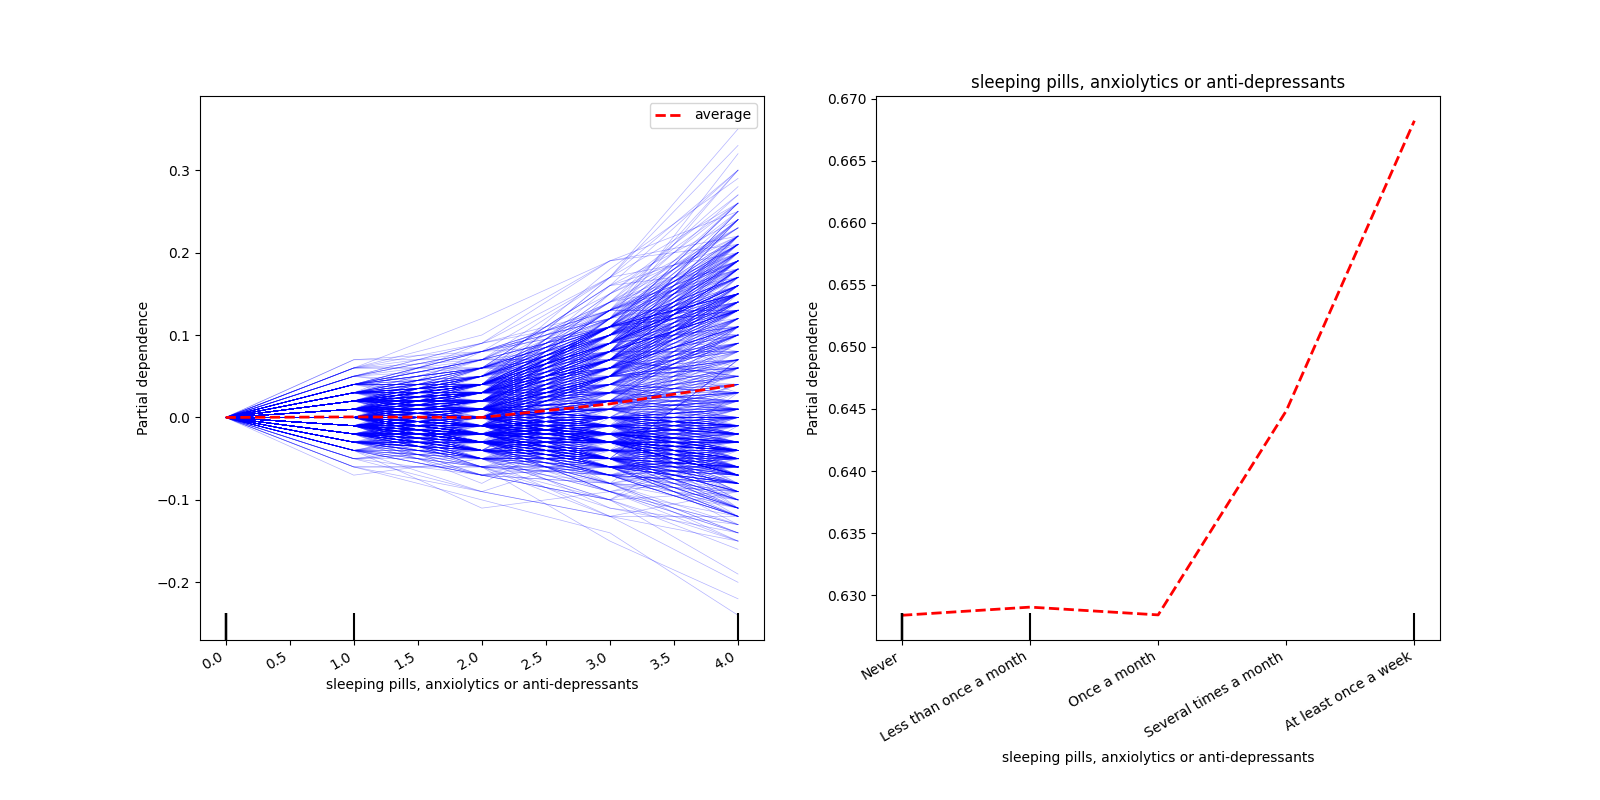 average
0.3
0.2
0.1
0.0
−0.1
−0.2
Partial dependence
0.0
0.5
1.0
1.5
2.0
2.5
3.0
3.5
4.0
sleeping pills, anxiolytics or anti-depressants
sleeping pills, anxiolytics or anti-depressants
0.670
0.665
0.660
0.655
0.650
0.645
0.640
0.635
0.630
Partial dependence
Never
Less than once a month
Once a month
Several times a month
At least once a week
sleeping pills, anxiolytics or anti-depressants